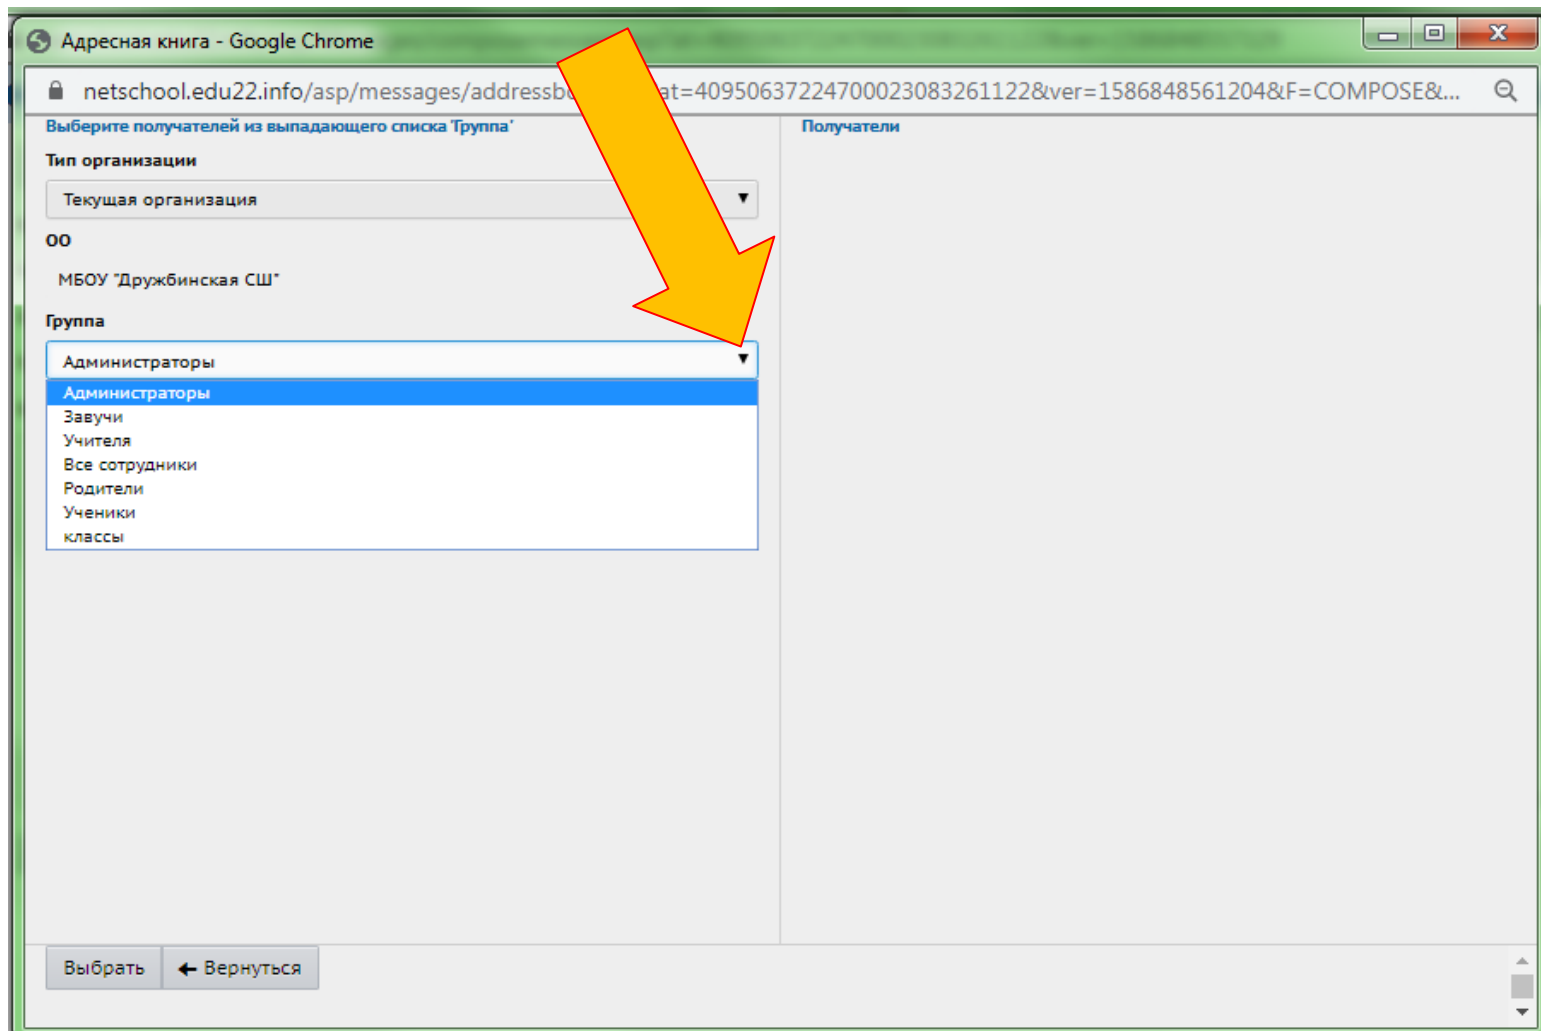 Адресная книга - Google Chrome
netschool.edu22.info/asp/messages/addressb at=40950637224700023083261122&ver=1586848561204&F=COMPOSE&...
Выберите получателей из выпадающего списка 'Группа'
Получатели
Тип организации
Текущая организация
ОО
МБОУ "Дружбинская СШ"
Группа
Администраторы
Администраторы
Завучи
Учителя
Все сотрудники
Родители
Ученики
классы
Выбрать
Вернуться